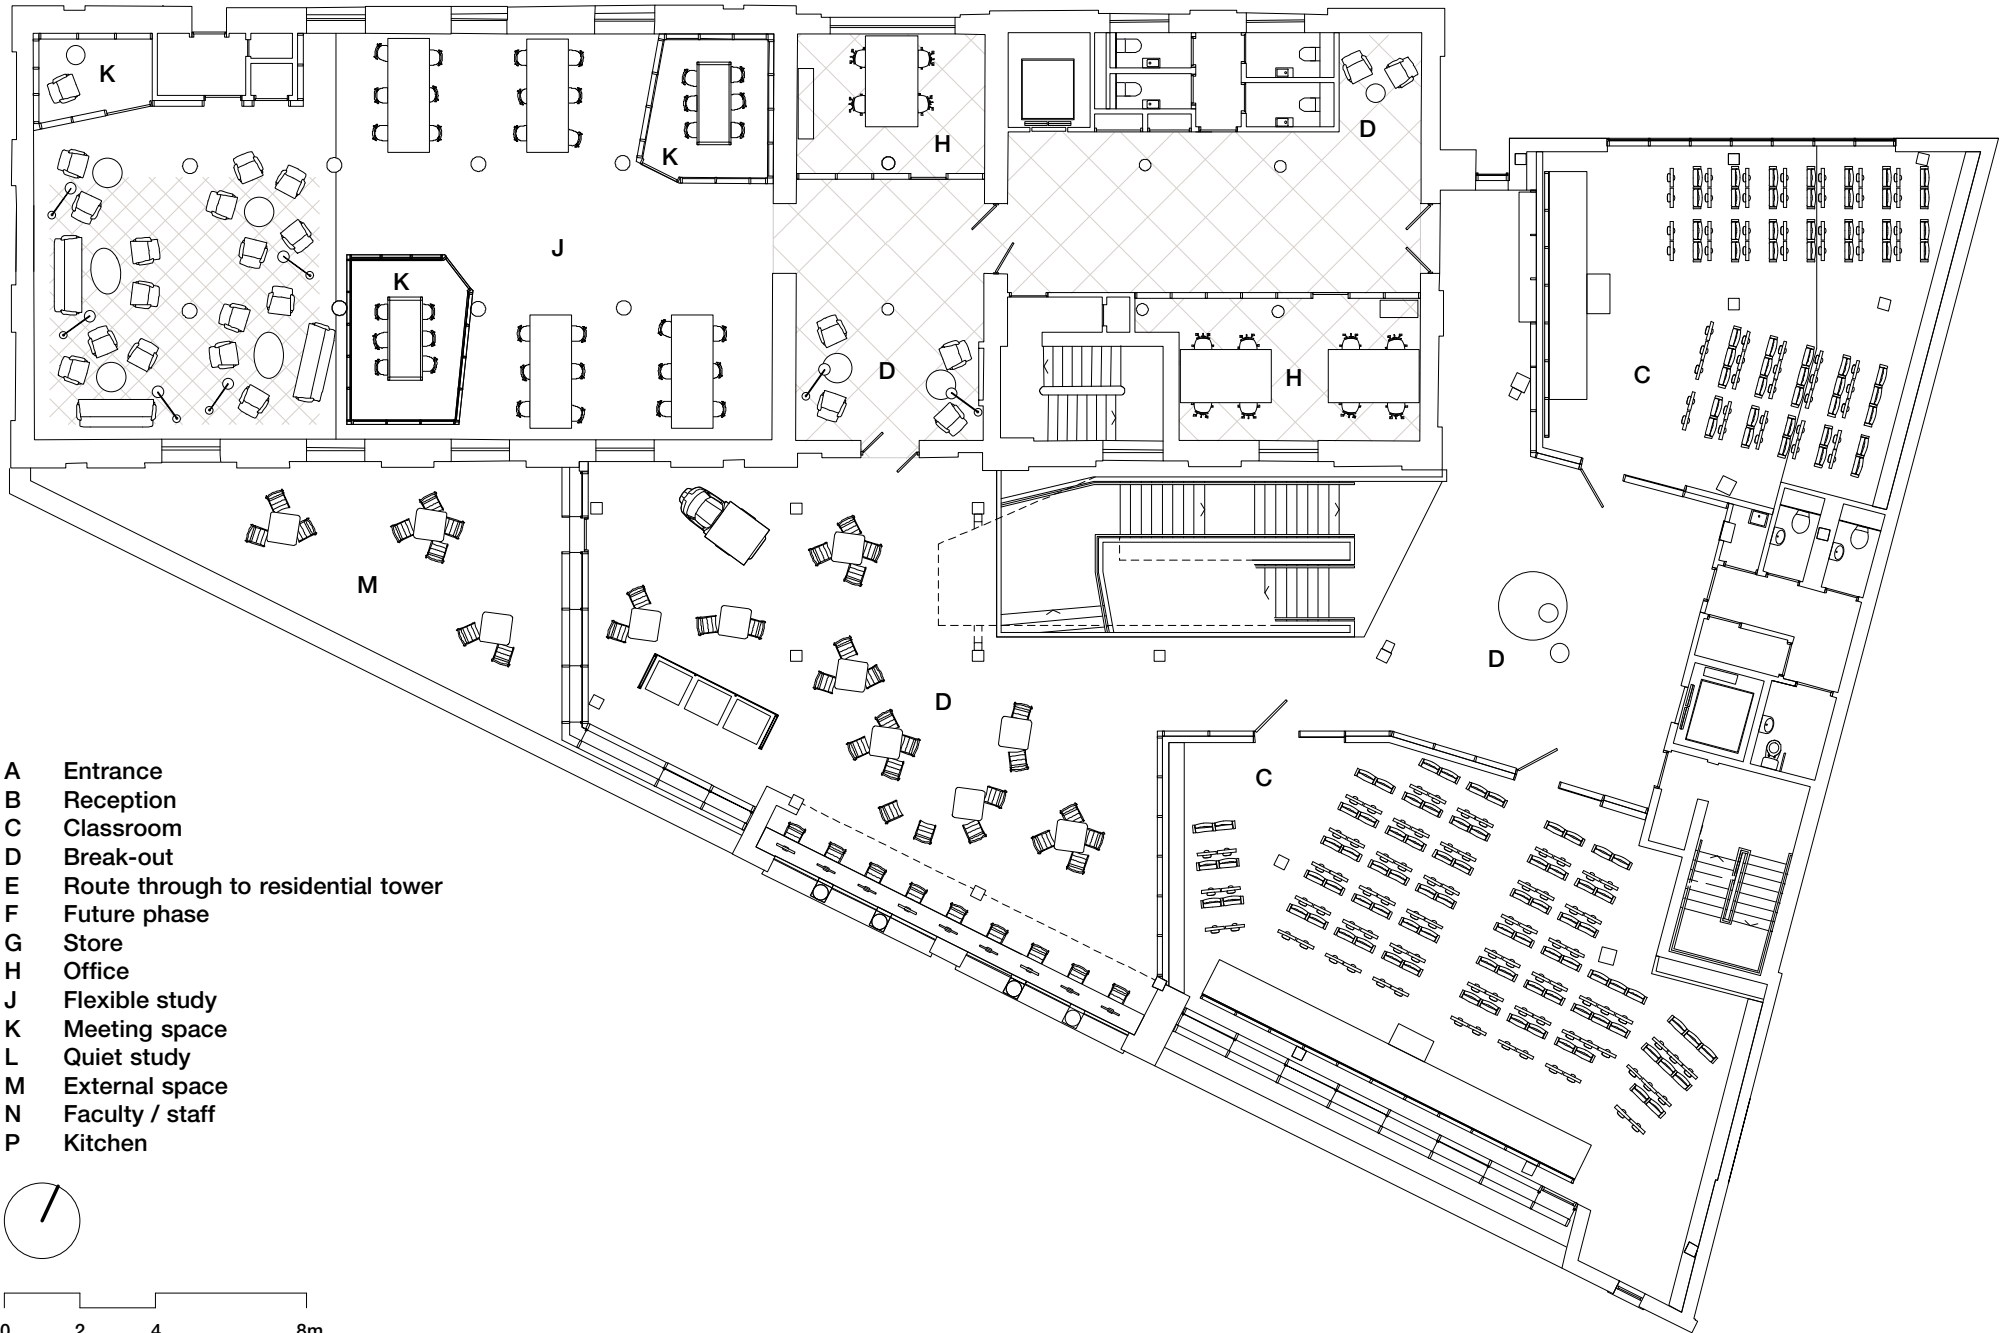 K
D
H
K
J
K
C
D
H
M
D
D
C
A Entrance
B Reception
C Classroom
D Break-out
E Route through to residential tower
F Future phase
G Store
H Office
J Flexible study
K Meeting space
L Quiet study
M External space
N Faculty / staff
P Kitchen
0 2 4 8m